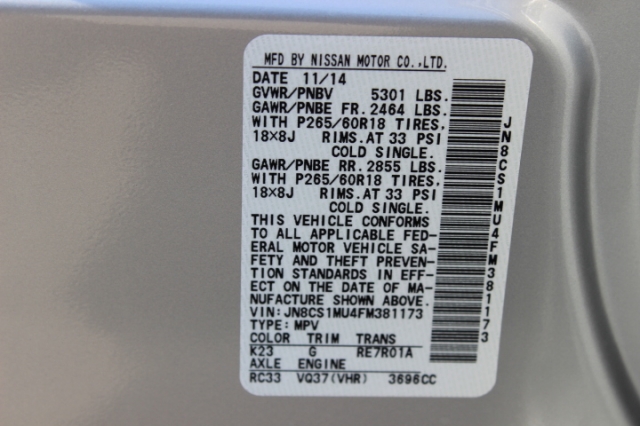 MFD BY NISSAN MOTOR CO.,LTD.
DATE 11/14
GVWR/PNBV 5301 LBS.
GAWR/PNBE FR. 2464 LBS.
WITH P265/60R18 TIRES,
18×8J RIMS. AT 33 PSI
COLD SINGLE.
GAWR/PNBE RR. 2855 LBS.
WITH P265/60R18 TIRES,
18×8J RIMS. AT 33 PSI
COLD SINGLE.
THIS VEHICLE CONFORMS
TO ALL APPLICABLE FED-
ERAL MOTOR VEHICLE SA-
FETY AND THEFT PREVEN-
TION STANDARDS IN EFF-
ECT ON THE DATE OF MA-
NUFACTURE SHOWN ABOVE.
VIN: JN8CS1MU4FM381173
TYPE: MPV
COLOR TRIM TRANS
K23 G RE7R01A
AXLE ENGINE
RC33 VQ37(VHR) 3696CC
JN8CS1MU4FM381173